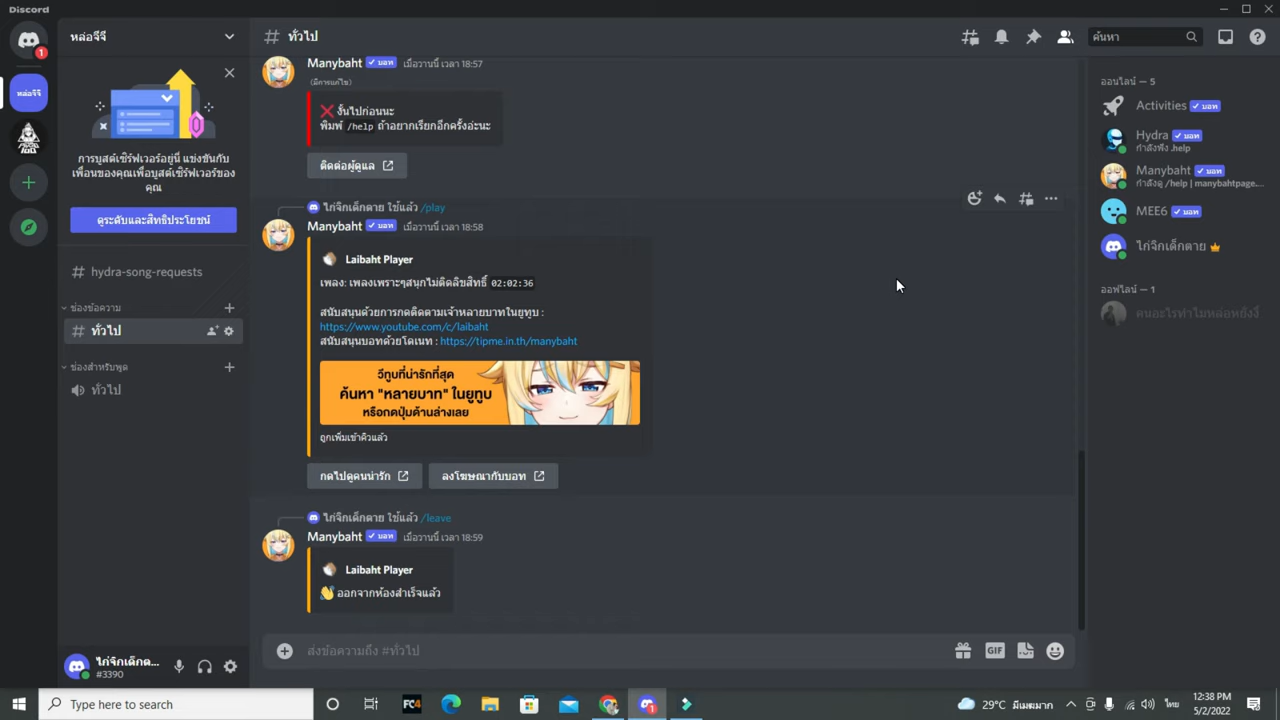 Discord
1
หล่อจีจี
ทั่วไป
ค้นหา
หล่อจีจี
การบูสต์เซิร์ฟเวอร์อยู่นี่ แข่งขันกับ
เพื่อนของคุณเพื่อบูสต์เซิร์ฟเวอร์ของ
คุณ
ดูระดับและสิทธิประโยชน์
# hydra-song-requests
ช่องข้อความ
# ทั่วไป
ช่องสำหรับพูด
ทั่วไป
Manybaht บอท เมื่อวานนี้ เวลา 18:57
(มีการแก้ไข)
❌ งั้นไปก่อนนะ
พิมพ์ /help ถ้าอยากเรียกอีกครั้งอ่ะนะ
ติดต่อผู้ดูแล
ไก่จิกเด็กตาย ใช้แล้ว /play
Manybaht บอท เมื่อวานนี้ เวลา 18:58
Laibaht Player
เพลง: เพลงเพราะๆสนุกไม่ติดลิขสิทธิ์ 02:02:36
สนับสนุนด้วยการกดติดตามเจ้าหลายบาทในยูทูบ :
https://www.youtube.com/c/laibaht
สนับสนุนบอทด้วยโดเนท : https://tipme.in.th/manybaht
วีทูบที่น่ารักที่สุด
ค้นหา "หลายบาท" ในยูทูบ
หรือกดปุ่มด้านล่างเลย
ถูกเพิ่มเข้าคิวแล้ว
กดไปดูคนน่ารัก
ลงโฆษณากับบอท
ไก่จิกเด็กตาย ใช้แล้ว /leave
Manybaht บอท เมื่อวานนี้ เวลา 18:59
Laibaht Player
👋 ออกจากห้องสำเร็จแล้ว
ส่งข้อความถึง #ทั่วไป
GIF
ออนไลน์ — 5
Activities บอท
Hydra บอท
กำลังฟัง .help
Manybaht บอท
กำลังดู /help | manybahtpage....
MEE6 บอท
ไก่จิกเด็กตาย
ออฟไลน์ — 1
คนอะไรทำไมหล่อหยั่งงี้
ไก่จิกเด็กต...
#3390
Type here to search
FC4
1
29°C มีเมฆมาก
ไทย
12:38 PM
5/2/2022